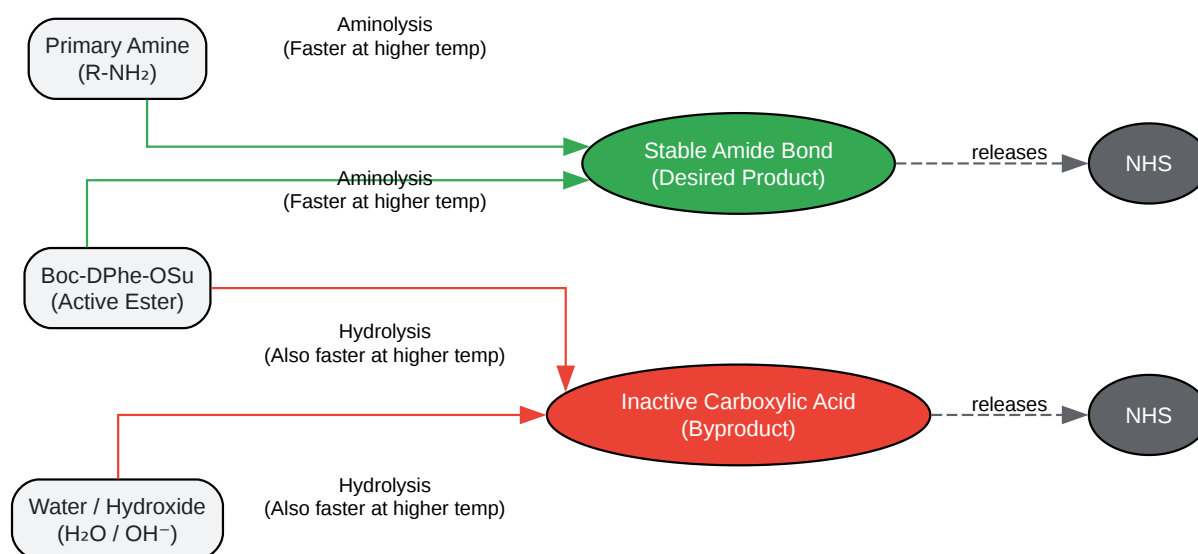 Aminolysis
(Faster at higher temp)
Primary Amine
(R-NH₂)
Stable Amide Bond
(Desired Product)
releases
NHS
Aminolysis
(Faster at higher temp)
Boc-DPhe-OSu
(Active Ester)
Hydrolysis
(Also faster at higher temp)
Inactive Carboxylic Acid
(Byproduct)
releases
NHS
Hydrolysis
(Also faster at higher temp)
Water / Hydroxide
(H₂O / OH⁻)